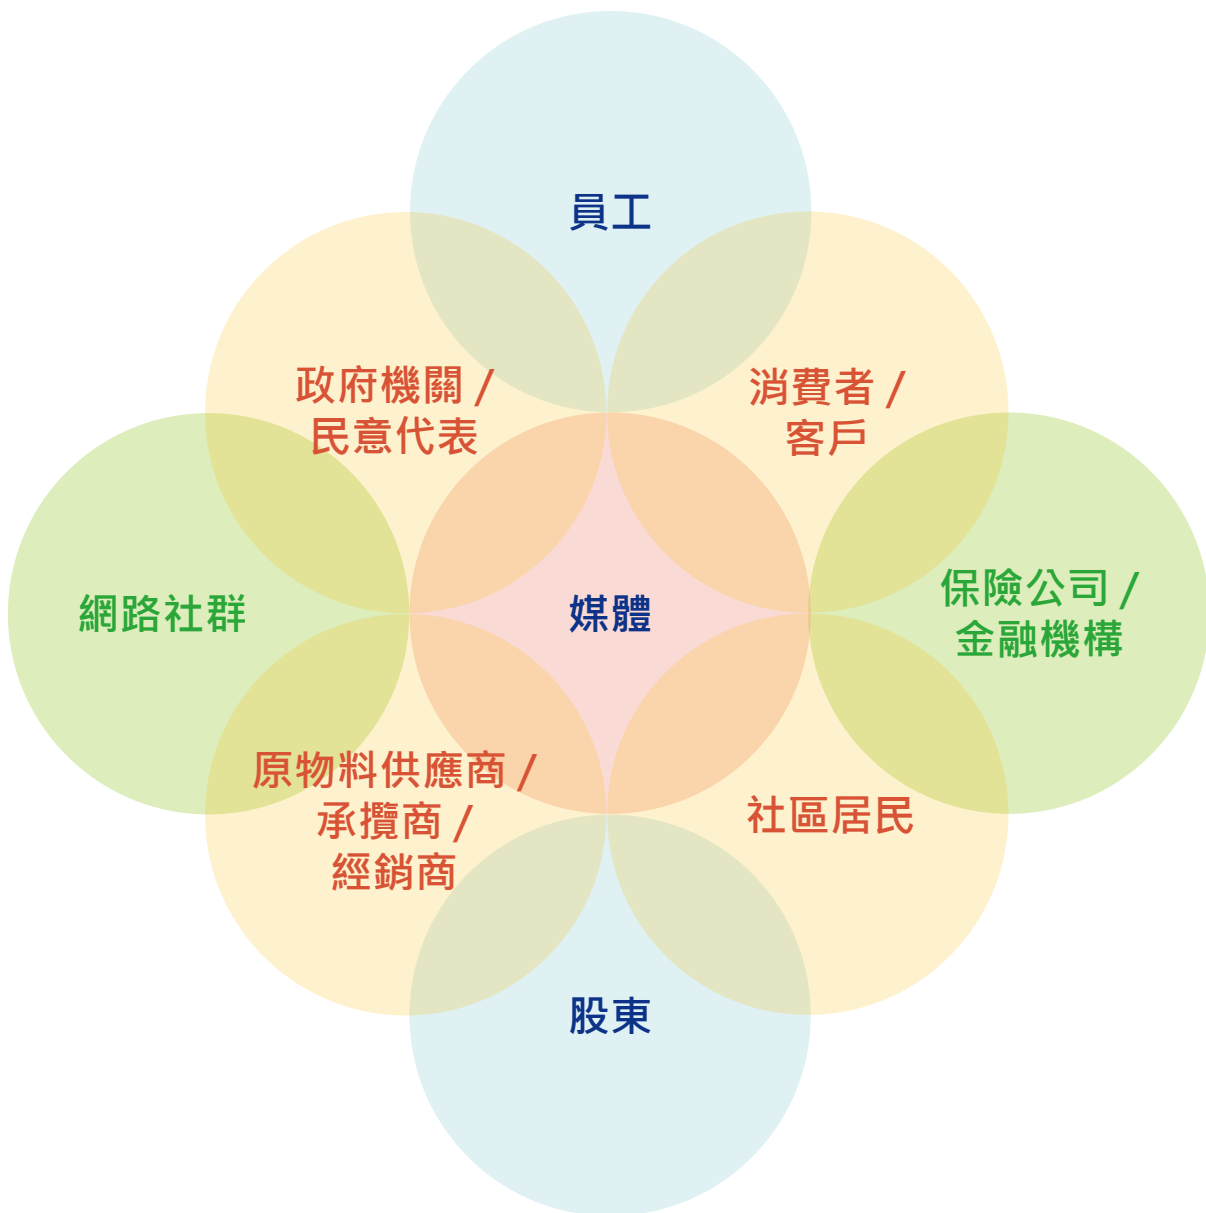 員工
政府機關 /
民意代表
消費者 /
客戶
網路社群
媒體
保險公司 /
金融機構
原物料供應商 /
承攬商 /
經銷商
社區居民
股東